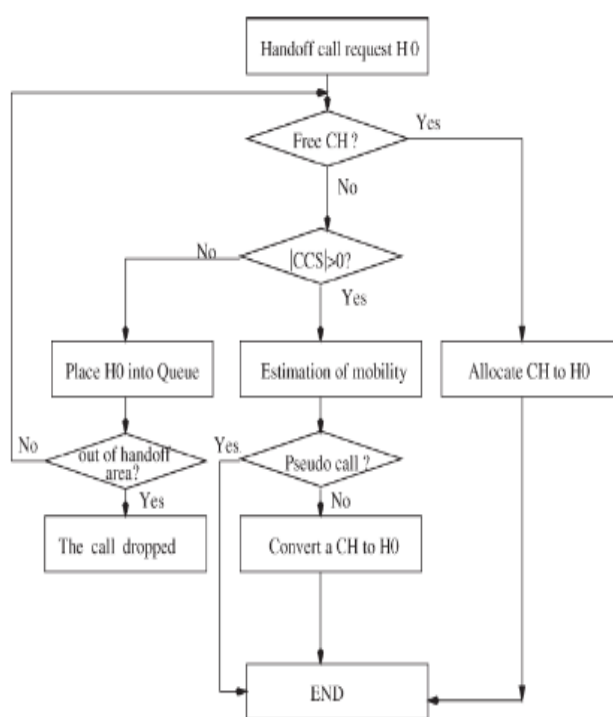 Handoff call request H0
Free CH ?
Yes
No
|CCS|>0?
No
Yes
Place H0 into Queue
Estimation of mobility
Allocate CH to H0
No
out of handoff
area?
Yes
Yes
Pseudo call ?
No
The call dropped
Convert a CH to H0
END